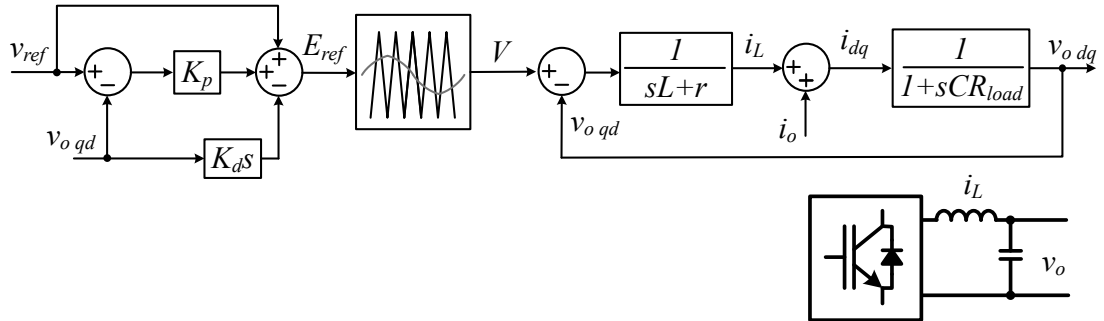 v_ref
+
−
K_p
+
+
−
E_ref
V
+
−
1
sL+r
i_L
+
+
i_dq
1
1+sCR_load
v_o dq
v_o qd
K_d s
v_o qd
i_o
i_L
v_o